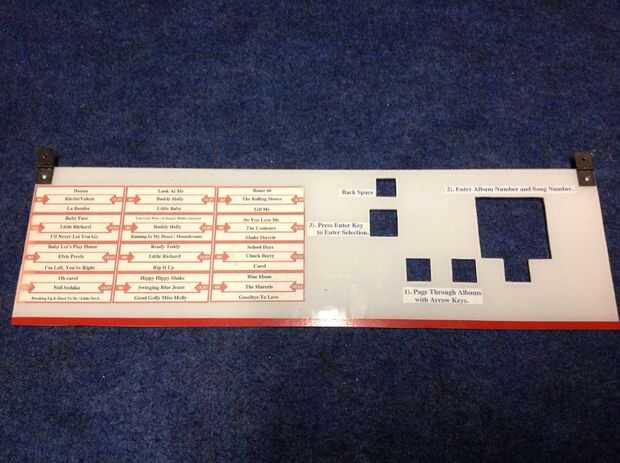 Donna
Ritchie Valens
La Bamba
Baby Face
Little Richard
I'll Never Let You Go
Baby Let's Play House
Elvis Presly
I'm Left, You're Right
Oh carol
Neil Sedaka
Breaking Up Is Hard To Do / Little Devil
Look At Me
Buddy Holly
Little Baby
Buddy Holly
Ready Teddy
Little Richard
Rip It Up
Hippy Hippy Shake
Swinging Blue Jeans
Good Golly Miss Molly
Route 66
The Rolling Stones
Tell Me
Do You Love Me
The Contours
Shake Sherrie
School Days
Chuck Berry
Carol
Blue Moon
The Marcels
Goodbye To Love
Back Space
2). Enter Album Number and Song Number.
3). Press Enter Key
to Enter Selection.
1). Page Through Albums
with Arrow Keys.